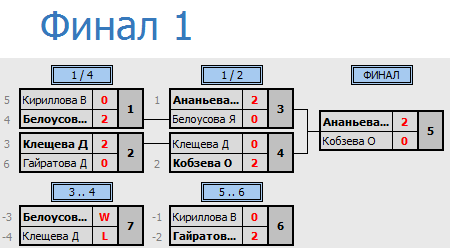 Финал 1
1 / 4 1 / 2 ФИНАЛ
5 Кириллова В 0 1
4 Белоусов... 2
1 Ананьева... 2 3
Белоусова Я 0
Ананьева... 2 5
Кобзева О 0
3 Клещева Д 2 2
6 Гайратова Д 0
Клещева Д 0 4
2 Кобзева О 2
3 .. 4 5 .. 6
-3 Белоусов... W 7
-4 Клещева Д L
-1 Кириллова В 0 6
-2 Гайратов... 2